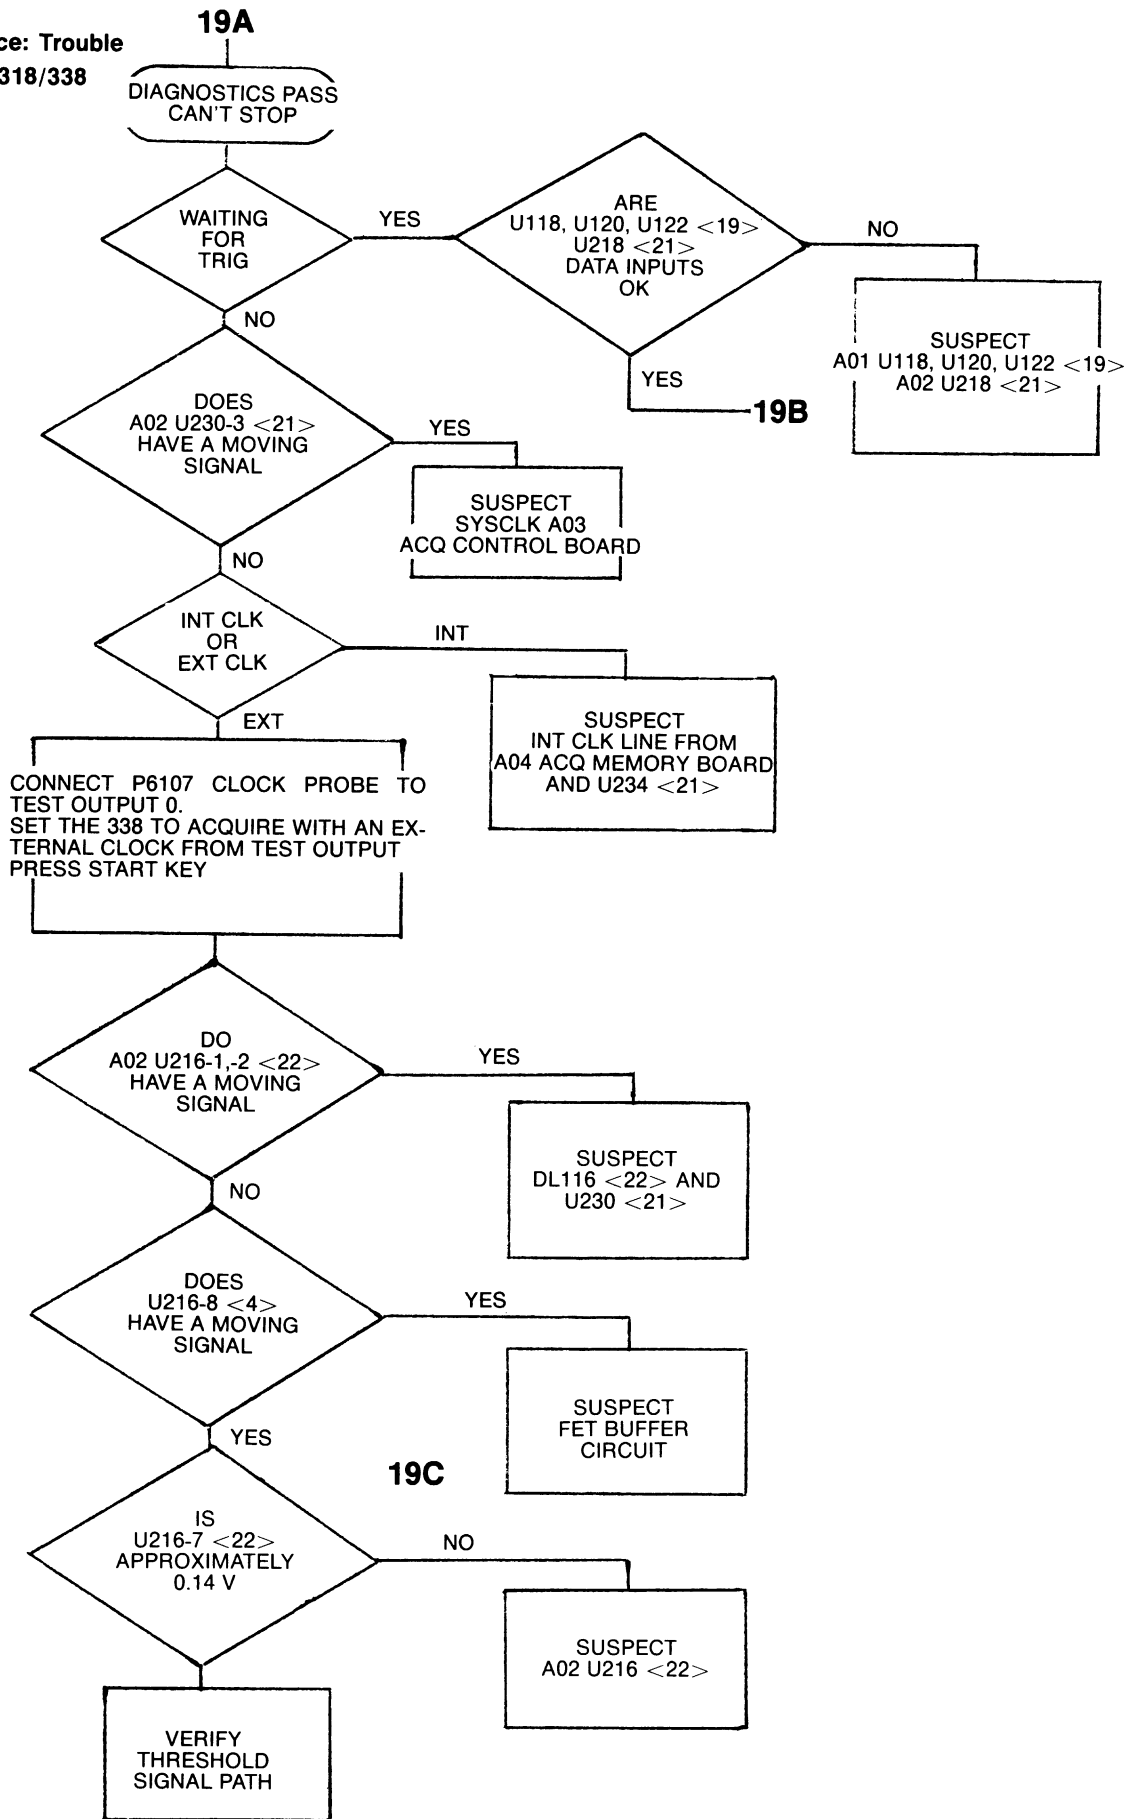 19A
ce: Trouble
318/338
DIAGNOSTICS PASS
CAN'T STOP
WAITING
FOR
TRIG
YES
ARE
U118, U120, U122 <19>
U218 <21>
DATA INPUTS
OK
NO
SUSPECT
A01 U118, U120, U122 <19>
A02 U218 <21>
YES
19B
NO
DOES
A02 U230-3 <21>
HAVE A MOVING
SIGNAL
YES
SUSPECT
SYSCLK A03
ACQ CONTROL BOARD
NO
INT CLK
OR
EXT CLK
INT
SUSPECT
INT CLK LINE FROM
A04 ACQ MEMORY BOARD
AND U234 <21>
EXT
CONNECT P6107 CLOCK PROBE TO
TEST OUTPUT 0.
SET THE 338 TO ACQUIRE WITH AN EX-
TERNAL CLOCK FROM TEST OUTPUT
PRESS START KEY
DO
A02 U216-1,-2 <22>
HAVE A MOVING
SIGNAL
YES
SUSPECT
DL116 <22> AND
U230 <21>
NO
DOES
U216-8 <4>
HAVE A MOVING
SIGNAL
YES
SUSPECT
FET BUFFER
CIRCUIT
YES
19C
IS
U216-7 <22>
APPROXIMATELY
0.14 V
NO
SUSPECT
A02 U216 <22>
VERIFY
THRESHOLD
SIGNAL PATH